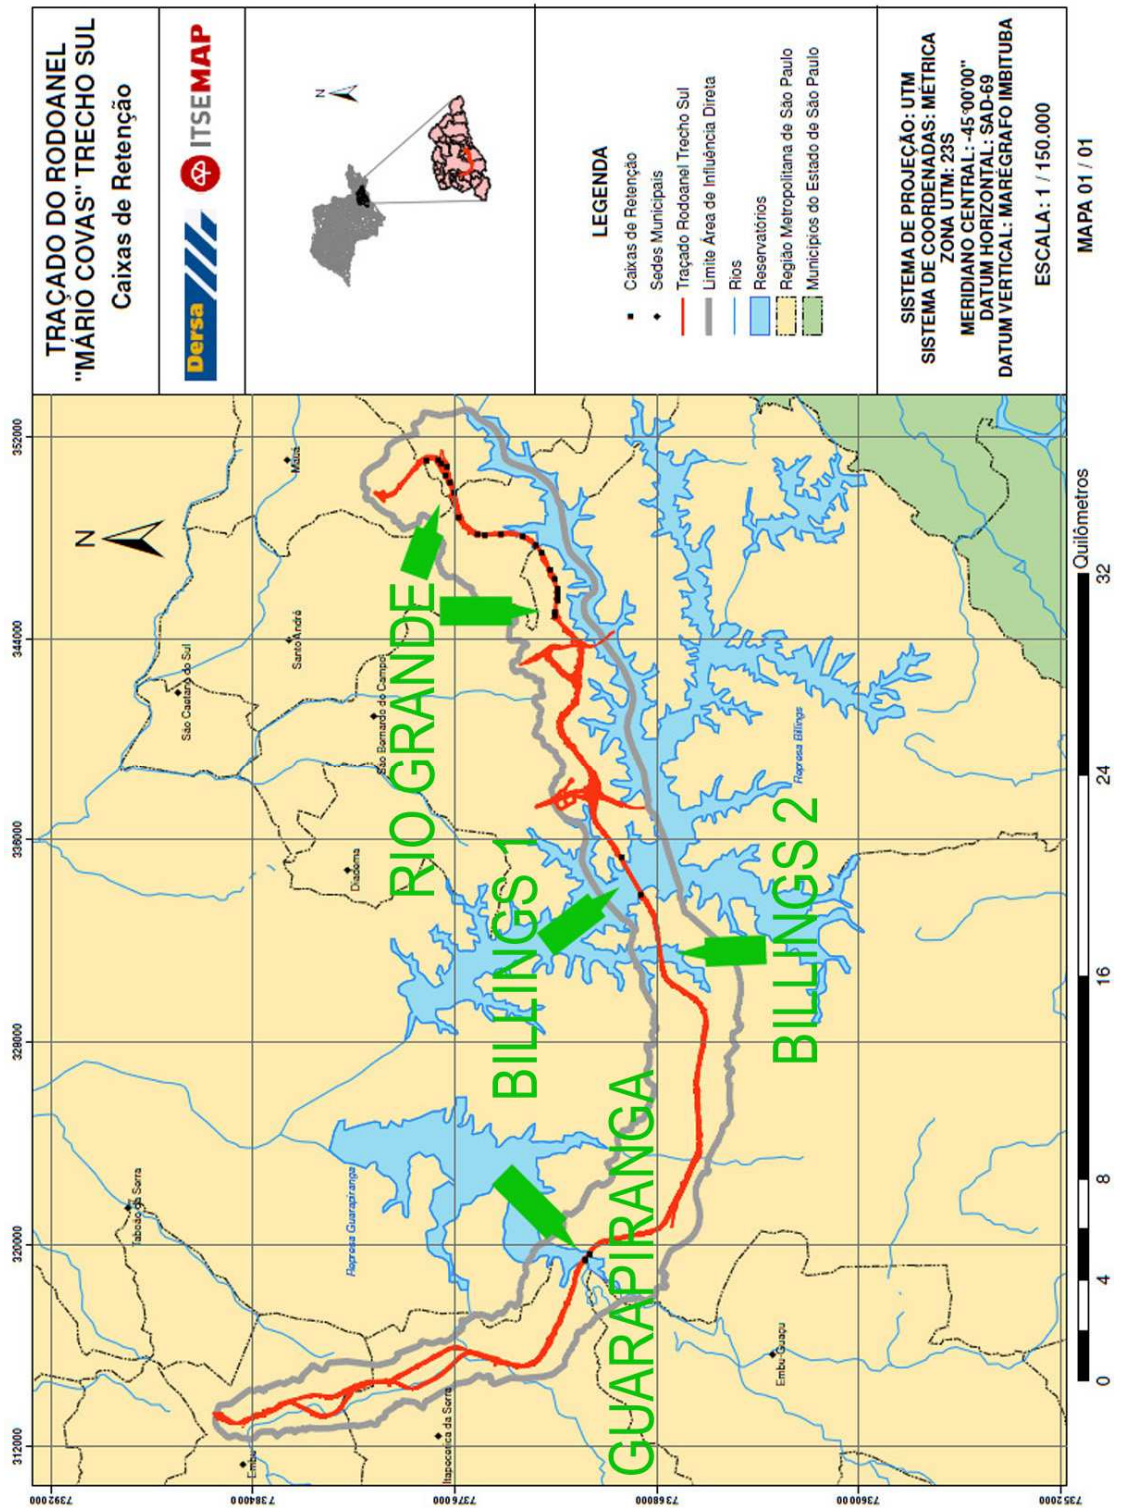 TRAÇADO DO RODOANEL
"MÁRIO COVAS" TRECHO SUL
Caixas de Retenção
Dersa
ITSEMAP
N
LEGENDA
Caixas de Retenção
Sedes Municipais
Traçado Rodoanel Trecho Sul
Limite Área de Influência Direta
Rios
Reservatórios
Região Metropolitana de São Paulo
Municípios do Estado de São Paulo
SISTEMA DE PROJEÇÃO: UTM
SISTEMA DE COORDENADAS: MÉTRICA
ZONA UTM: 23S
MERIDIANO CENTRAL: -45°00'00"
DATUM HORIZONTAL: SAD-69
DATUM VERTICAL: MARÉGRAFO IMBITUBA
ESCALA: 1 / 150.000
MAPA 01 / 01
312000
320000
328000
336000
344000
352000
7392000
7384000
7376000
7368000
7360000
7352000
N
Mauá
Santo André
São Caetano do Sul
São Bernardo do Campo
Diadema
Taboão da Serra
Embu
Itapecerica da Serra
Embu-Guaçu
Represa Guarapiranga
Represa Billings
RIO GRANDE
BILLINGS 1
BILLINGS 2
GUARAPIRANGA
0
4
8
16
24
32
Quilômetros